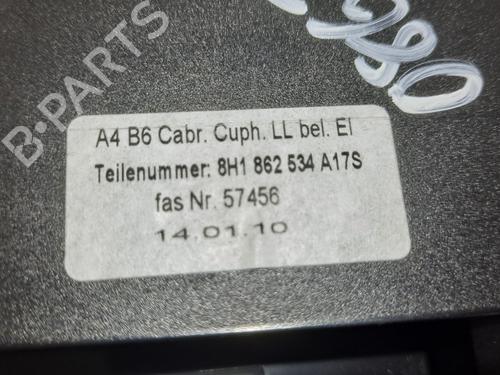 A4 B6 Cabr. Cuph. LL bel. El
Teilenummer: 8H1 862 534 A17S
fas Nr. 57456
14.01.10
B-PARTS